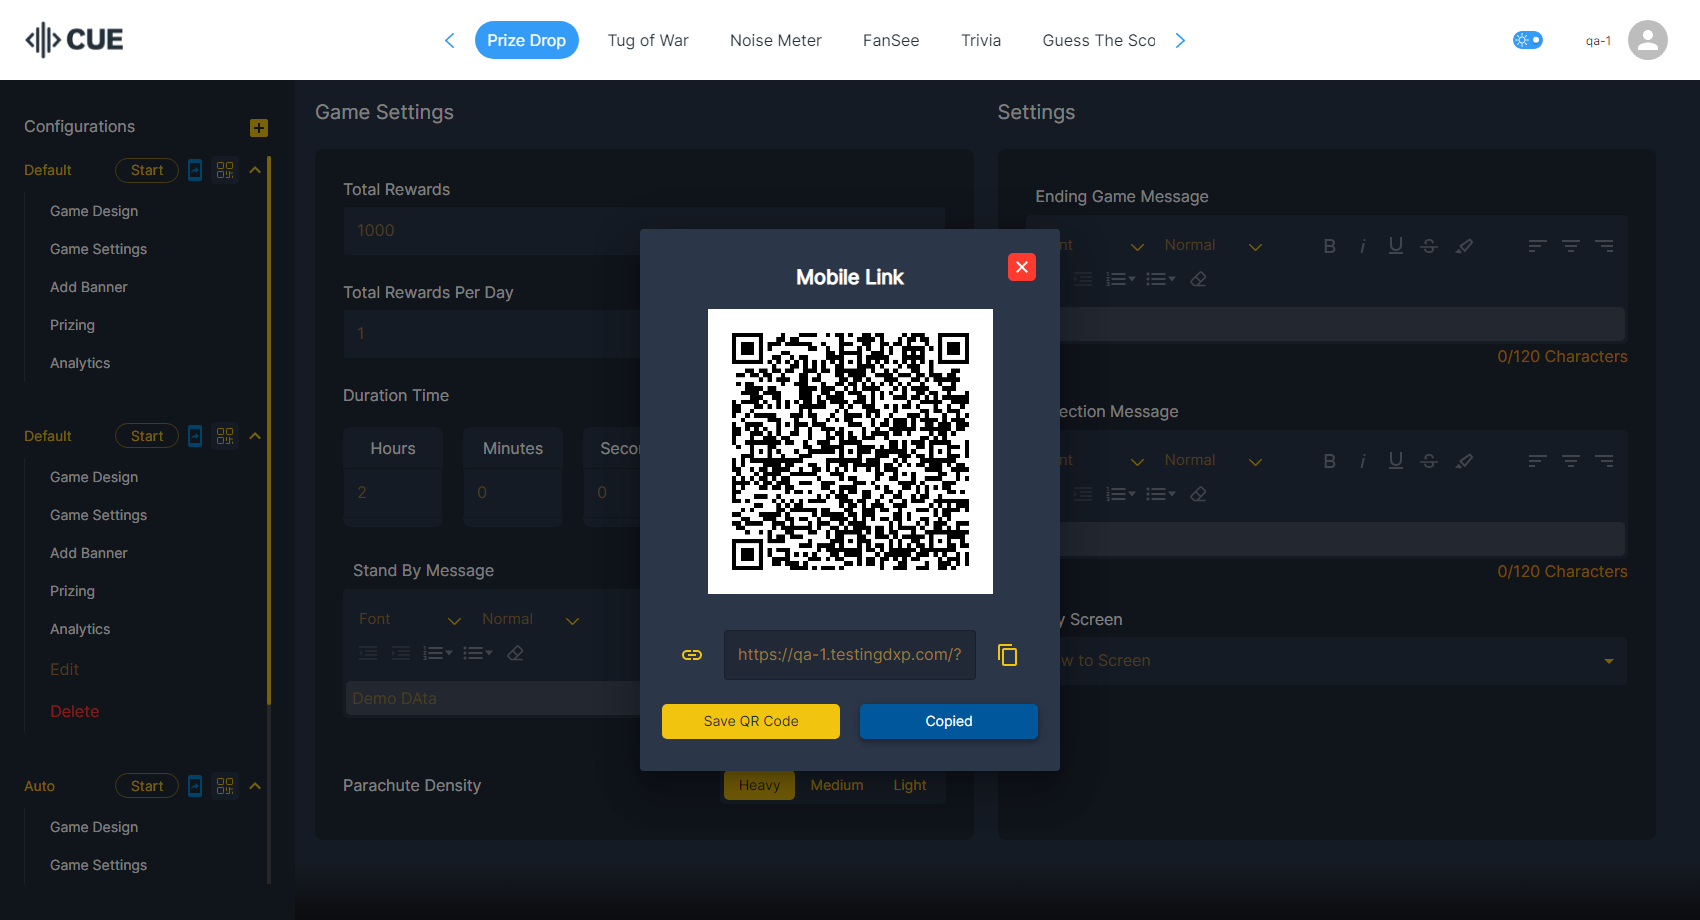 CUE
Prize Drop
Tug of War
Noise Meter
FanSee
Trivia
Guess The Sco
qa-1
Configurations
Default
Start
Game Design
Game Settings
Add Banner
Prizing
Analytics
Default
Start
Game Design
Game Settings
Add Banner
Prizing
Analytics
Edit
Delete
Auto
Start
Game Design
Game Settings
Game Settings
Total Rewards
1000
Total Rewards Per Day
1
Duration Time
Hours
Minutes
Secon
2
0
0
Stand By Message
Font
Normal
Demo DAta
Parachute Density
Heavy
Medium
Light
Settings
Ending Game Message
nt
Normal
0/120 Characters
ection Message
nt
Normal
0/120 Characters
y Screen
w to Screen
Mobile Link
https://qa-1.testingdxp.com/?
Save QR Code
Copied